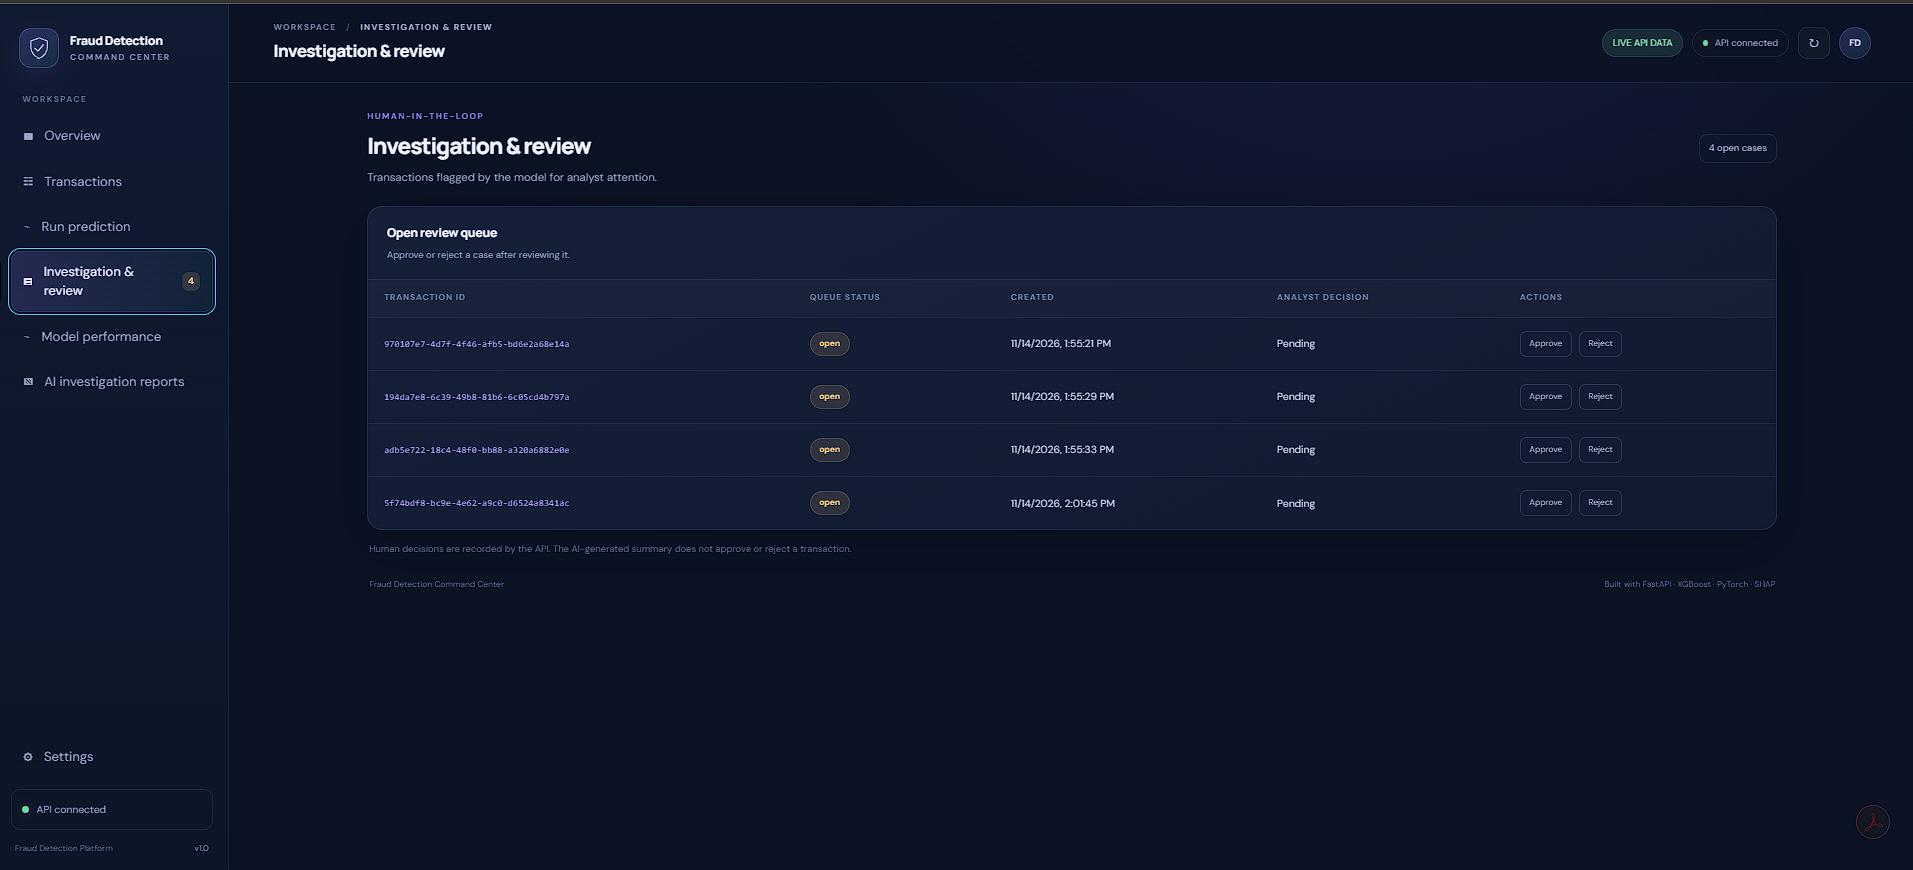 Fraud Detection
COMMAND CENTER
WORKSPACE
Overview
Transactions
Run prediction
Investigation &
review
4
Model performance
AI investigation reports
Settings
API connected
Fraud Detection Platform v1.0
WORKSPACE / INVESTIGATION & REVIEW
Investigation & review
LIVE API DATA
API connected
FD
HUMAN-IN-THE-LOOP
Investigation & review
Transactions flagged by the model for analyst attention.
4 open cases
Open review queue
Approve or reject a case after reviewing it.
TRANSACTION ID QUEUE STATUS CREATED ANALYST DECISION ACTIONS
970107e7-4d7f-4f46-afb5-bd6e2a68e14a open 11/14/2026, 1:55:21 PM Pending Approve Reject
194da7e8-6c39-49b8-81b6-6c05cd4b797a open 11/14/2026, 1:55:29 PM Pending Approve Reject
adb5e722-18c4-48f0-bb88-a320a6882e0e open 11/14/2026, 1:55:33 PM Pending Approve Reject
5f74bdf8-bc9e-4e62-a9c0-d6524a8341ac open 11/14/2026, 2:01:45 PM Pending Approve Reject
Human decisions are recorded by the API. The AI-generated summary does not approve or reject a transaction.
Fraud Detection Command Center
Built with FastAPI · XGBoost · PyTorch · SHAP